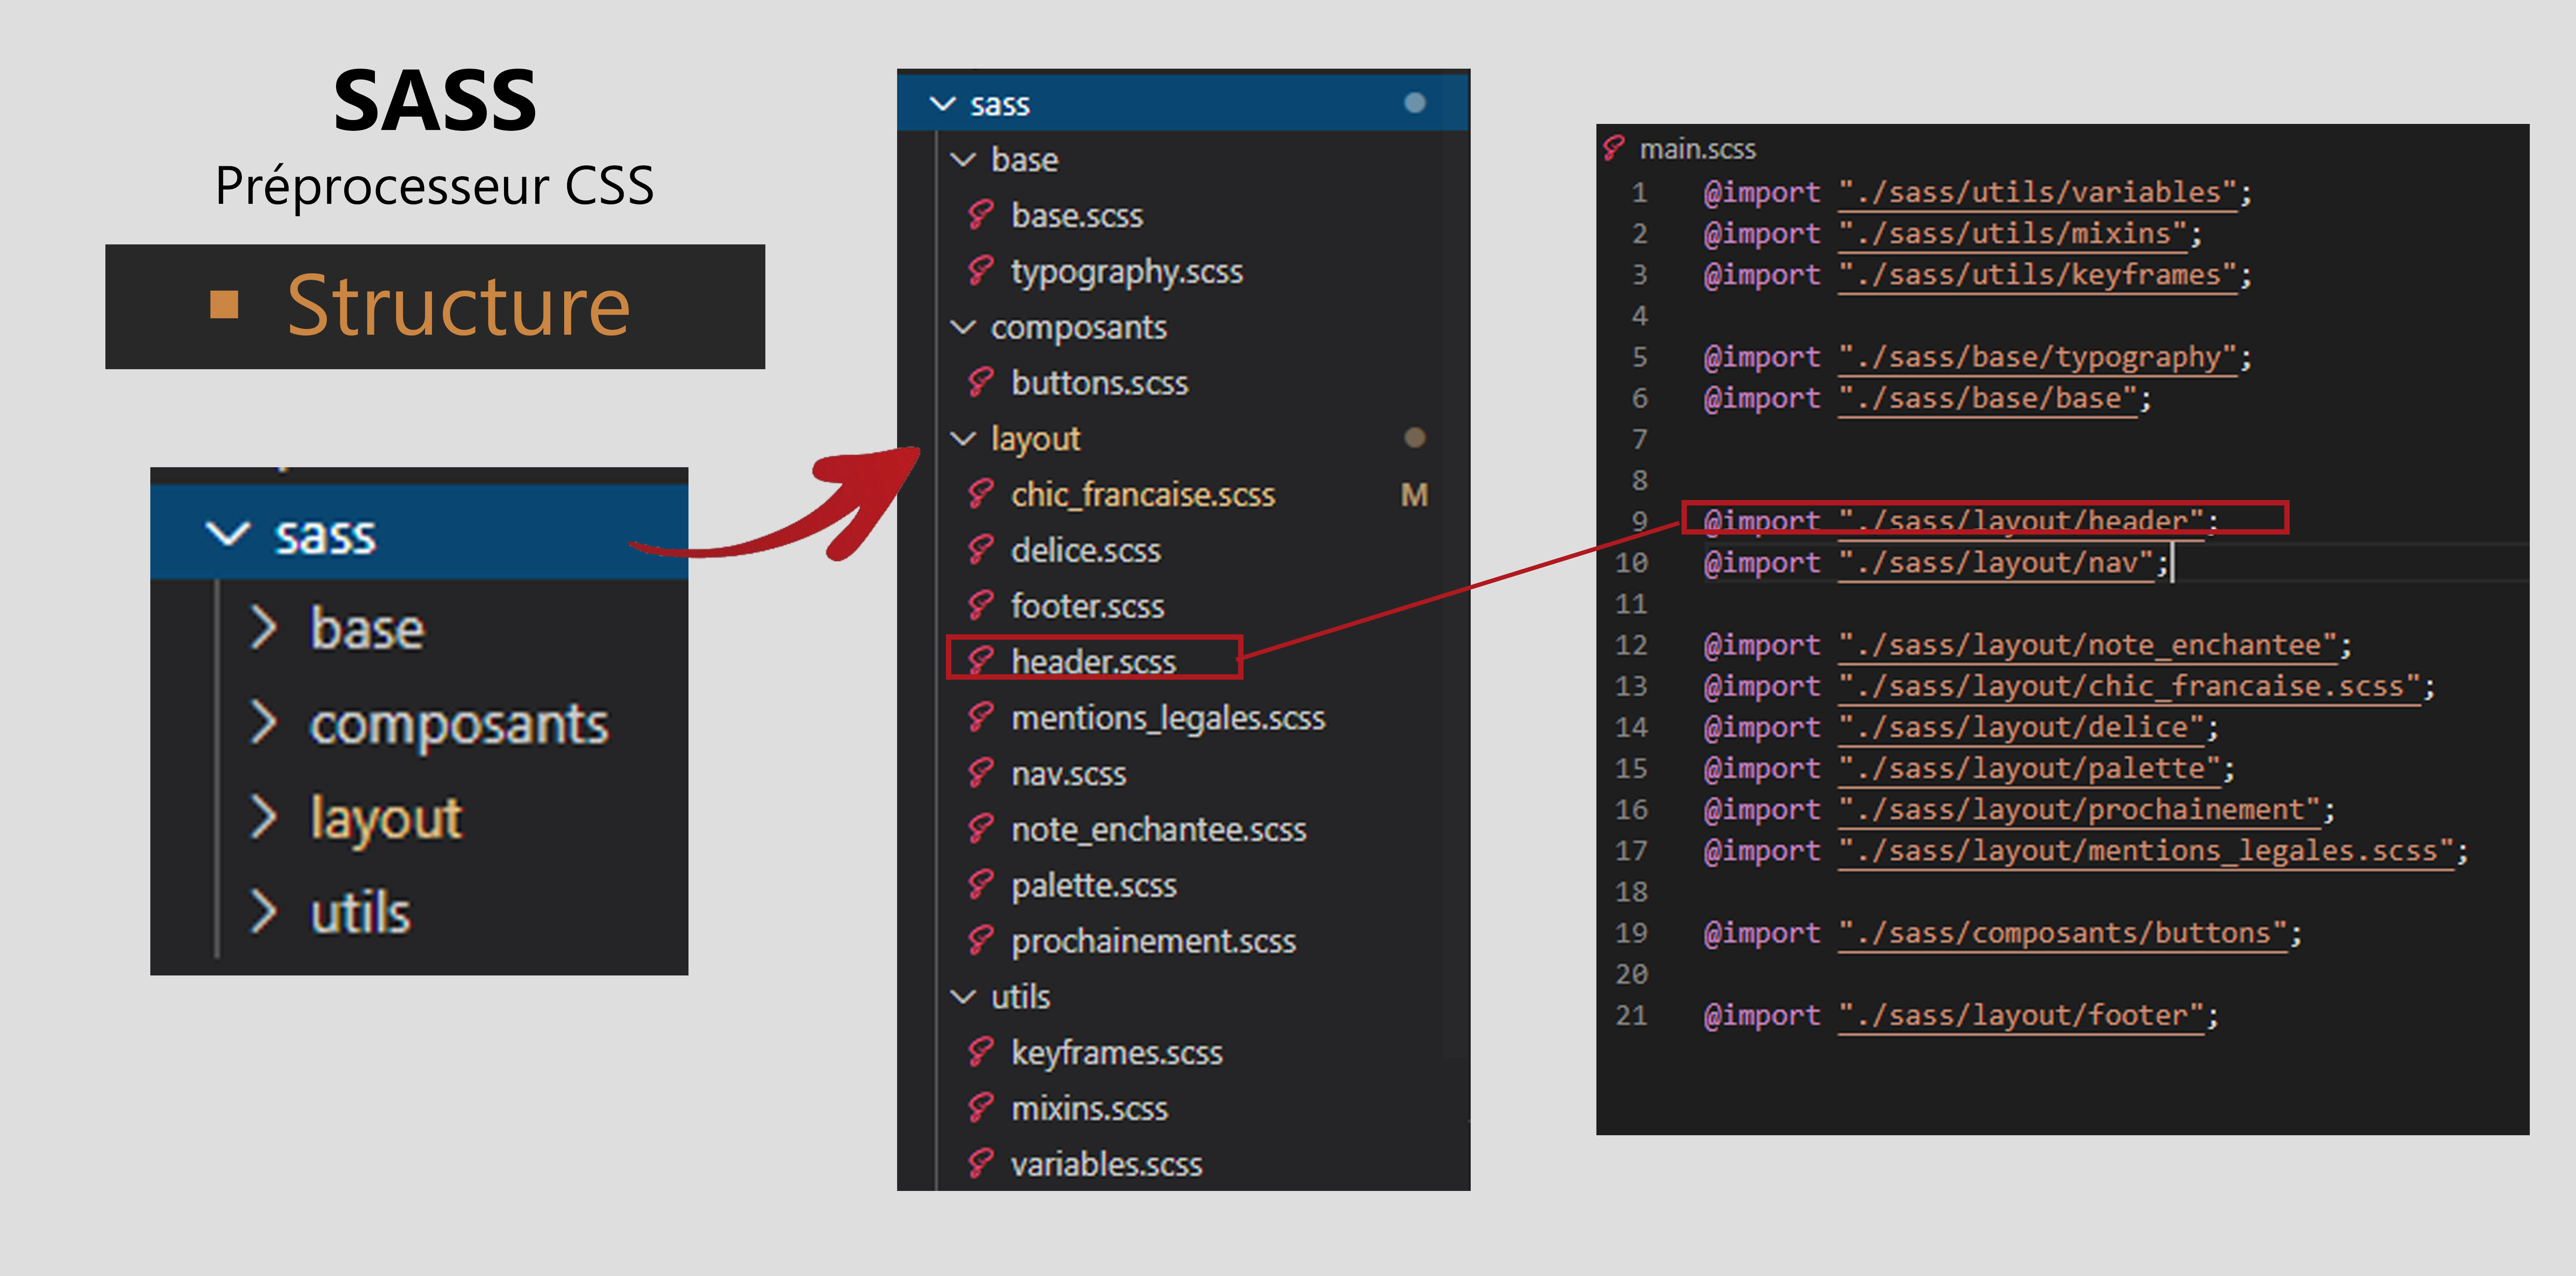 SASS
Préprocesseur CSS
▪ Structure
sass
base
composants
layout
utils
sass
base
base.scss
typography.scss
composants
buttons.scss
layout
chic_francaise.scss M
delice.scss
footer.scss
header.scss
mentions_legales.scss
nav.scss
note_enchantee.scss
palette.scss
prochainement.scss
utils
keyframes.scss
mixins.scss
variables.scss
main.scss
1 @import "./sass/utils/variables";
2 @import "./sass/utils/mixins";
3 @import "./sass/utils/keyframes";
4
5 @import "./sass/base/typography";
6 @import "./sass/base/base";
7
8
9 @import "./sass/layout/header";
10 @import "./sass/layout/nav";
11
12 @import "./sass/layout/note_enchantee";
13 @import "./sass/layout/chic_francaise.scss";
14 @import "./sass/layout/delice";
15 @import "./sass/layout/palette";
16 @import "./sass/layout/prochainement";
17 @import "./sass/layout/mentions_legales.scss";
18
19 @import "./sass/composants/buttons";
20
21 @import "./sass/layout/footer";